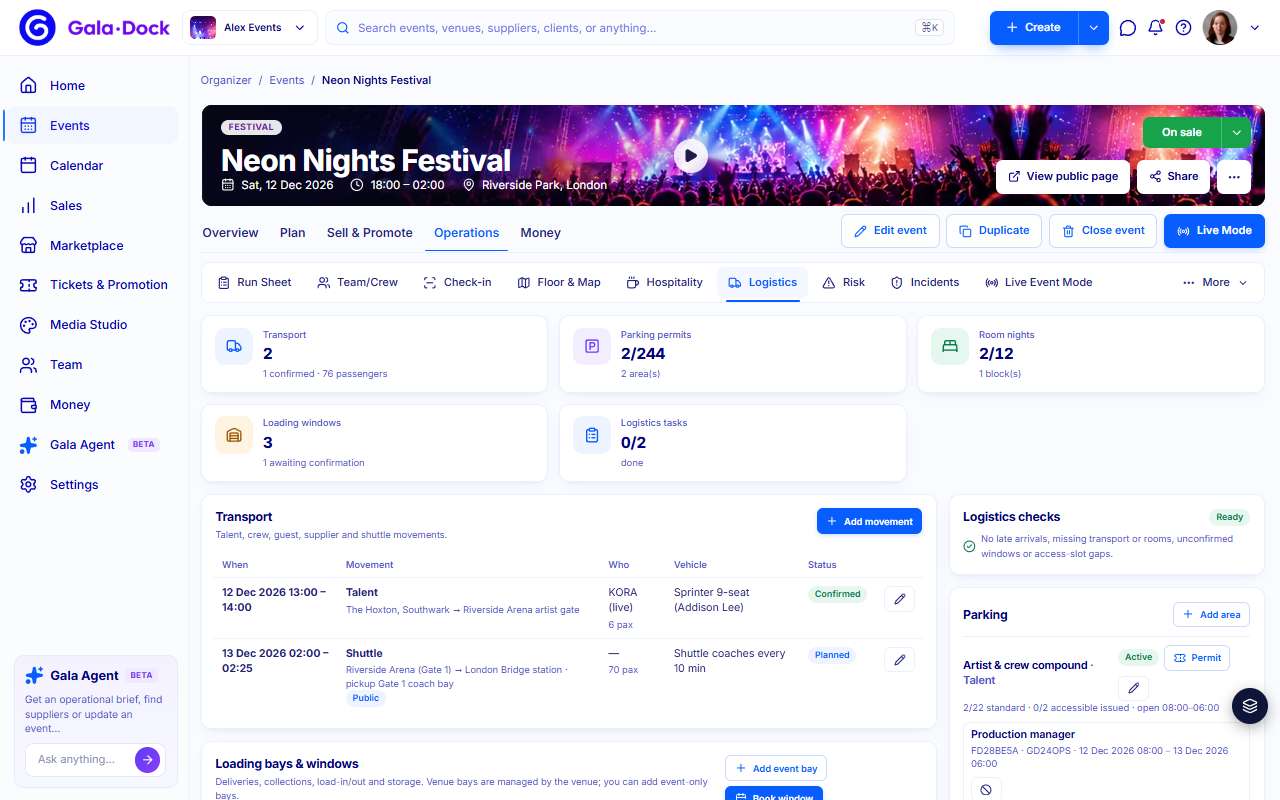 Gala·Dock
Alex Events
Search events, venues, suppliers, clients, or anything...
⌘K
+ Create
Home
Events
Calendar
Sales
Marketplace
Tickets & Promotion
Media Studio
Team
Money
Gala Agent BETA
Settings
Gala Agent BETA
Get an operational brief, find
suppliers or update an
event...
Ask anything...
Organizer / Events / Neon Nights Festival
FESTIVAL
Neon Nights Festival
Sat, 12 Dec 2026 18:00 – 02:00 Riverside Park, London
On sale
View public page
Share
Overview Plan Sell & Promote Operations Money
Edit event Duplicate Close event Live Mode
Run Sheet Team/Crew Check-in Floor & Map Hospitality Logistics Risk Incidents Live Event Mode More
Transport
2
1 confirmed · 76 passengers
Parking permits
2/244
2 area(s)
Room nights
2/12
1 block(s)
Loading windows
3
1 awaiting confirmation
Logistics tasks
0/2
done
Transport
Talent, crew, guest, supplier and shuttle movements.
+ Add movement
When Movement Who Vehicle Status
12 Dec 2026 13:00 –
14:00
Talent
The Hoxton, Southwark → Riverside Arena artist gate
KORA
(live)
6 pax
Sprinter 9-seat
(Addison Lee)
Confirmed
13 Dec 2026 02:00 –
02:25
Shuttle
Riverside Arena (Gate 1) → London Bridge station ·
pickup Gate 1 coach bay
Public
—
70 pax
Shuttle coaches every
10 min
Planned
Loading bays & windows
Deliveries, collections, load-in/out and storage. Venue bays are managed by the venue; you can add event-only
bays.
+ Add event bay
Book window
Logistics checks
Ready
No late arrivals, missing transport or rooms, unconfirmed
windows or access-slot gaps.
Parking
+ Add area
Artist & crew compound ·
Talent
Active
Permit
2/22 standard · 0/2 accessible issued · open 08:00–06:00
Production manager
FD28BE5A · GD24OPS · 12 Dec 2026 08:00 – 13 Dec 2026
06:00